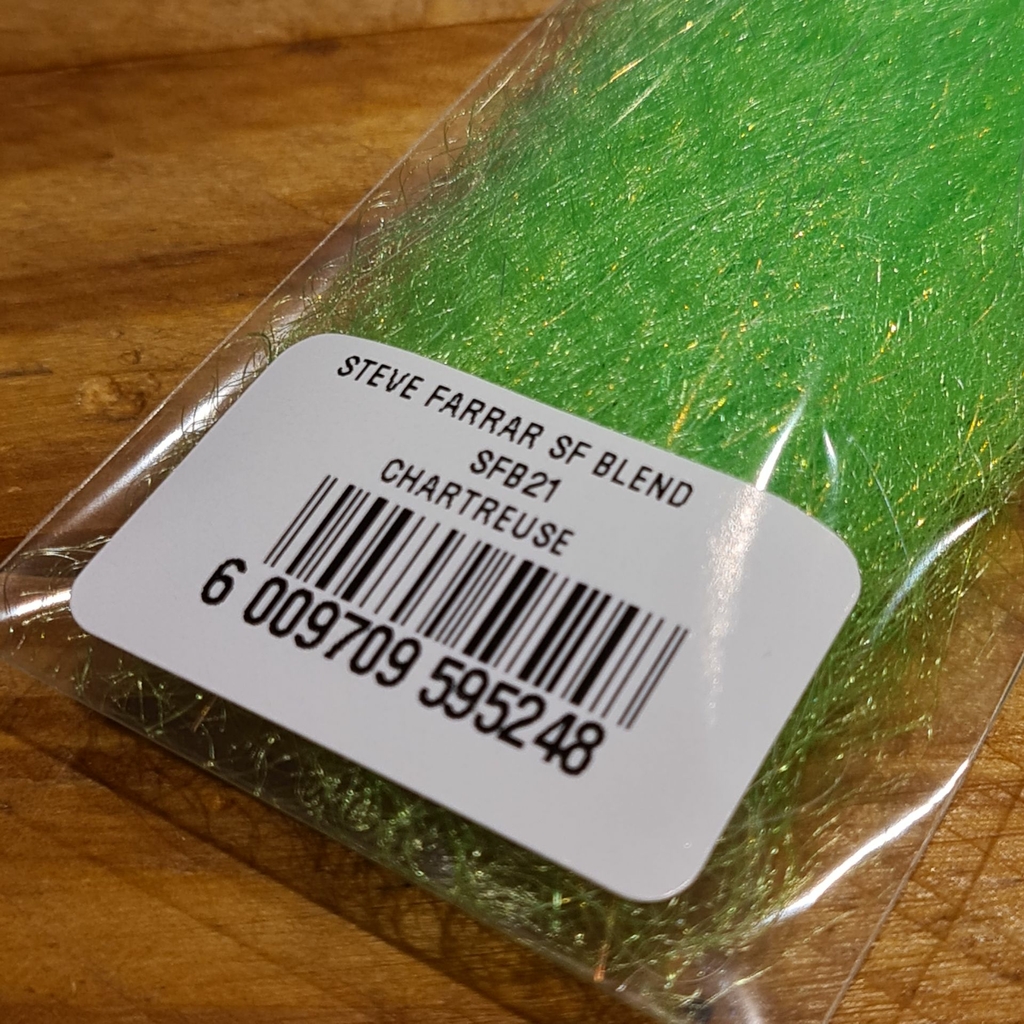 STEVE FARRAR SF BLEND
SFB21
CHARTREUSE
6 009709 595248